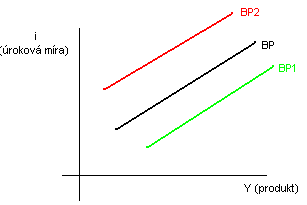 BP2
i
(úroková míra)
BP
BP1
Y (produkt)